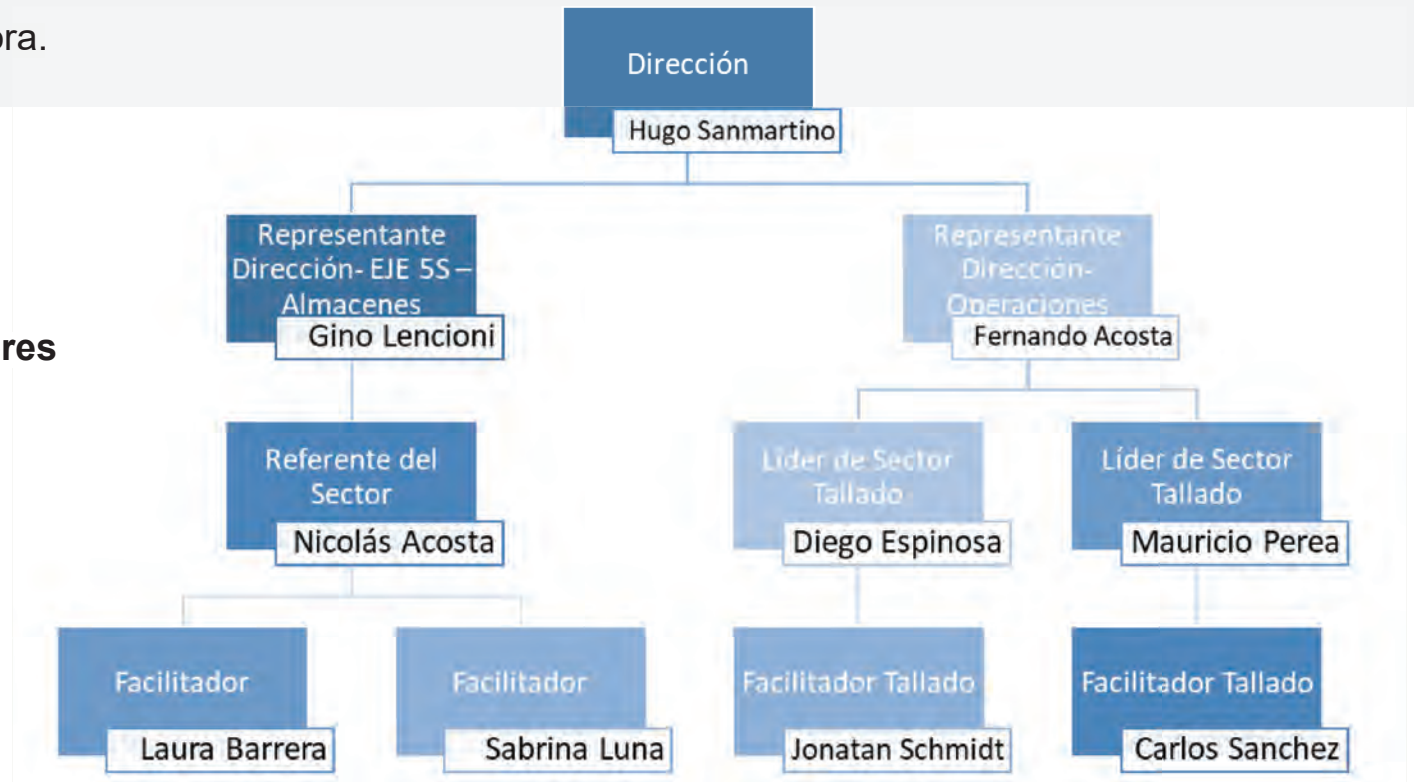 ora.
Dirección
Hugo Sanmartino
Representante
Dirección- EJE 5S –
Almacenes
Gino Lencioni
Representante
Dirección-
Operaciones
Fernando Acosta
res
Referente del
Sector
Nicolás Acosta
Líder de Sector
Tallado
Diego Espinosa
Líder de Sector
Tallado
Mauricio Perea
Facilitador
Laura Barrera
Facilitador
Sabrina Luna
Facilitador Tallado
Jonatan Schmidt
Facilitador Tallado
Carlos Sanchez